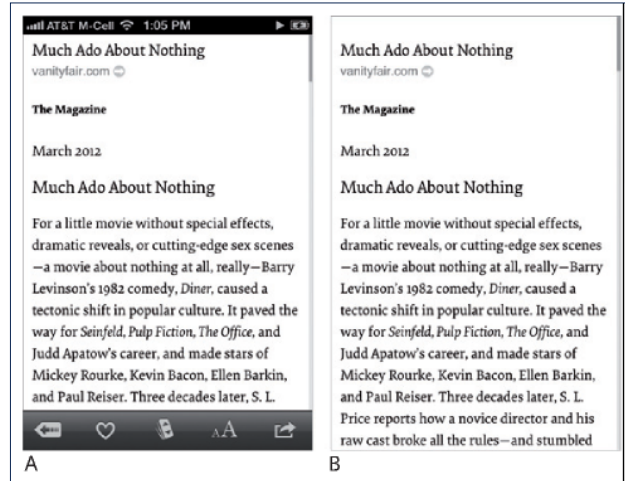 AT&T M-Cell 1:05 PM
Much Ado About Nothing
vanityfair.com
The Magazine
March 2012
Much Ado About Nothing
For a little movie without special effects,
dramatic reveals, or cutting-edge sex scenes
—a movie about nothing at all, really—Barry
Levinson's 1982 comedy, Diner, caused a
tectonic shift in popular culture. It paved the
way for Seinfeld, Pulp Fiction, The Office, and
Judd Apatow's career, and made stars of
Mickey Rourke, Kevin Bacon, Ellen Barkin,
and Paul Reiser. Three decades later, S. L.
AA
A
Much Ado About Nothing
vanityfair.com
The Magazine
March 2012
Much Ado About Nothing
For a little movie without special effects,
dramatic reveals, or cutting-edge sex scenes
—a movie about nothing at all, really—Barry
Levinson's 1982 comedy, Diner, caused a
tectonic shift in popular culture. It paved the
way for Seinfeld, Pulp Fiction, The Office, and
Judd Apatow's career, and made stars of
Mickey Rourke, Kevin Bacon, Ellen Barkin,
and Paul Reiser. Three decades later, S. L.
Price reports how a novice director and his
raw cast broke all the rules—and stumbled
B